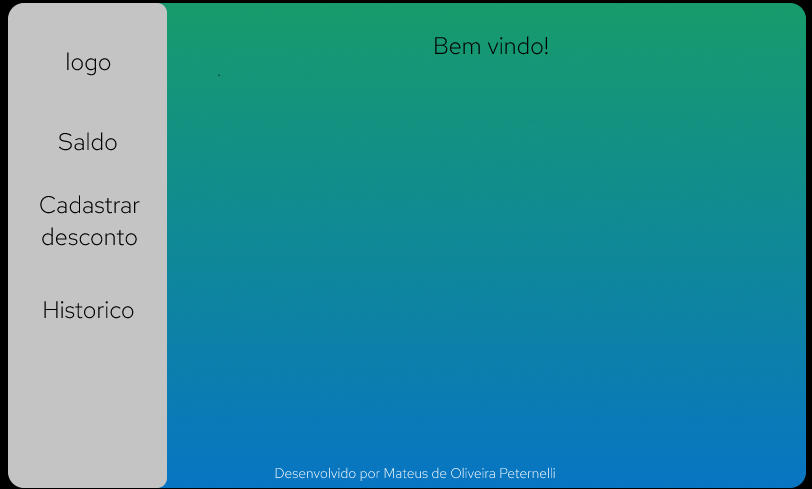 logo
Bem vindo!
Saldo
Cadastrar
desconto
Historico
Desenvolvido por Mateus de Oliveira Peternelli